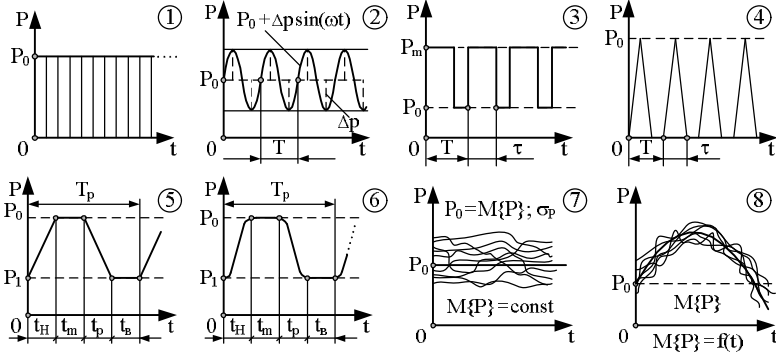 P
1
P₀
0
t
P
P₀+Δpsin(ωt)
2
P₀
Δp
0
T
t
P
3
Pm
P₀
0
T
τ
t
P
4
P₀
0
T
τ
t
P
Tp
5
P₀
P₁
0
tн
tm
tp
tв
t
P
Tp
6
P₀
P₁
0
tн
tm
tp
tв
t
P
P₀=M{P}; σP
7
P₀
M{P}=const
0
t
P
8
P₀
M{P}
0
M{P}=f(t)
t